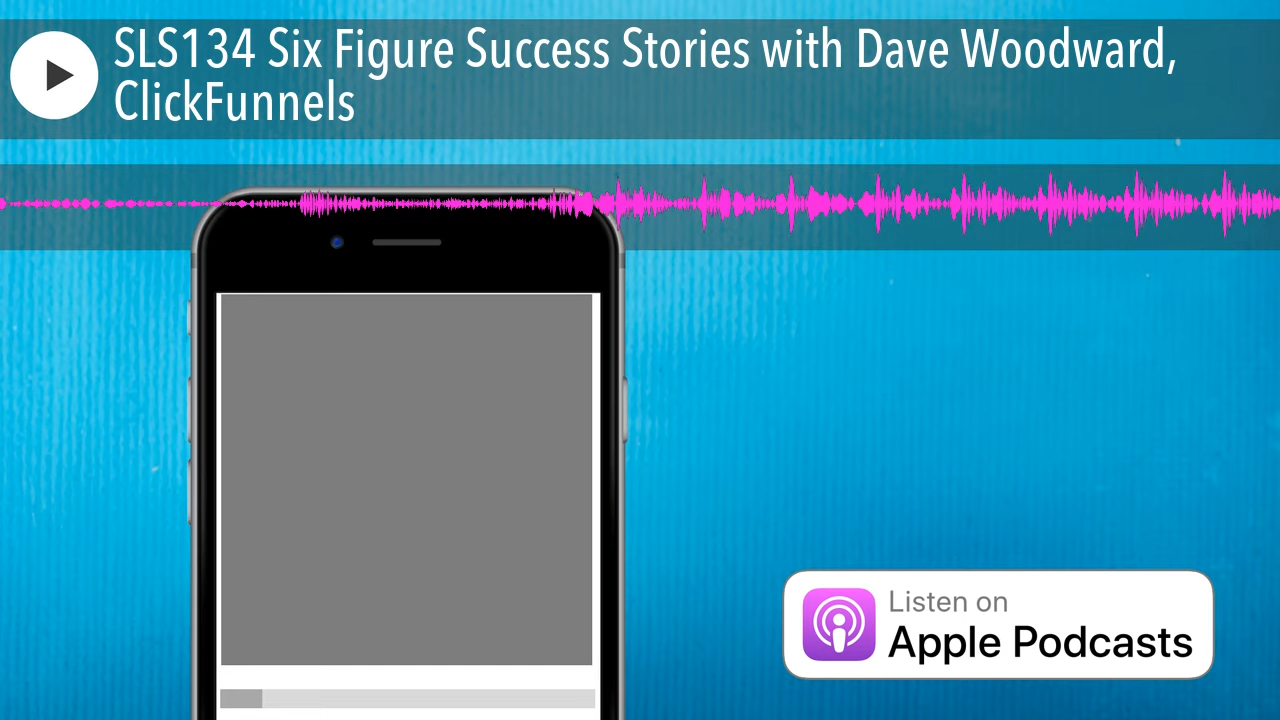 SLS134 Six Figure Success Stories with Dave Woodward,
ClickFunnels
Listen on
Apple Podcasts